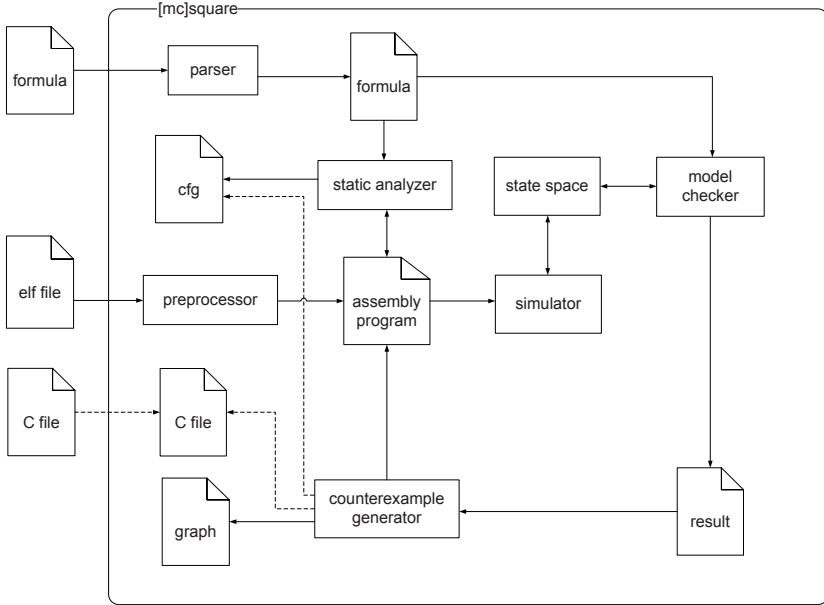 [mc]square
formula
parser
formula
cfg
static analyzer
state space
model
checker
elf file
preprocessor
assembly
program
simulator
C file
C file
graph
counterexample
generator
result